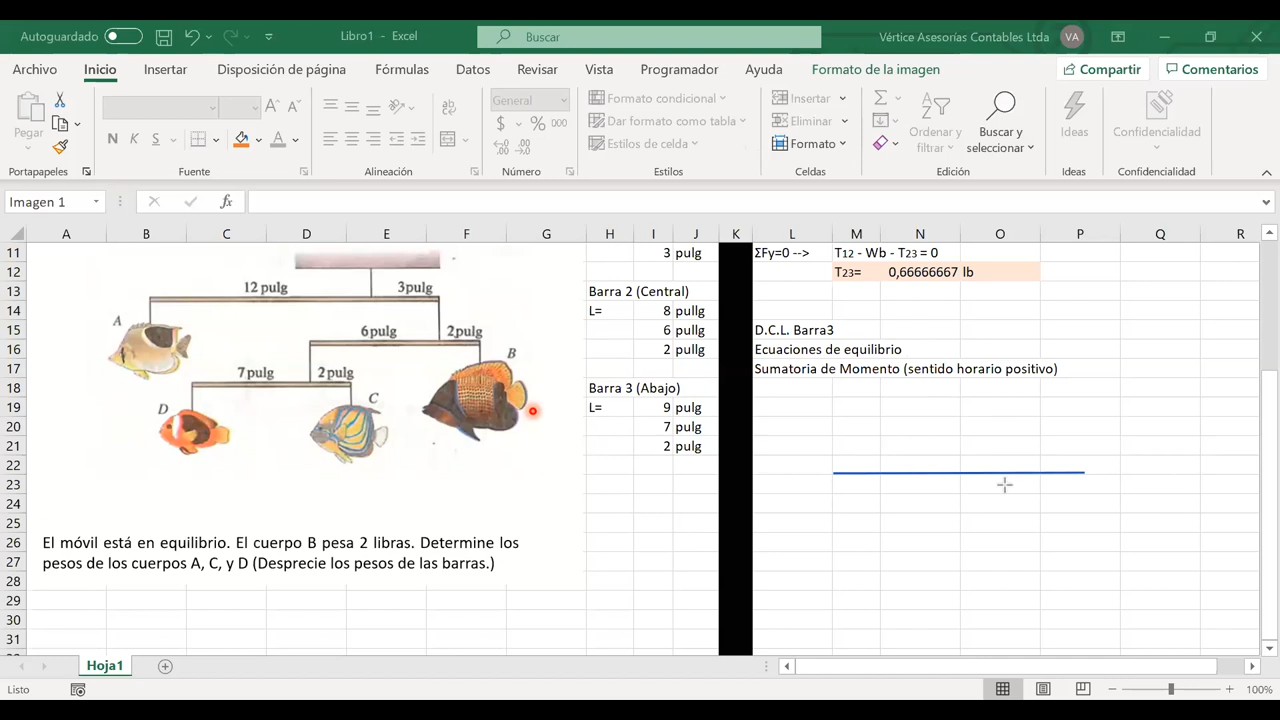 Autoguardado
Libro1 - Excel
Buscar
Vértice Asesorías Contables Ltda
VA
Archivo
Inicio
Insertar
Disposición de página
Fórmulas
Datos
Revisar
Vista
Programador
Ayuda
Formato de la imagen
Compartir
Comentarios
Pegar
N K S
General
$ % 000
Formato condicional
Dar formato como tabla
Estilos de celda
Insertar
Eliminar
Formato
Ordenar y
filtrar
Buscar y
seleccionar
Ideas
Confidencialidad
Portapapeles
Fuente
Alineación
Número
Estilos
Celdas
Edición
Ideas
Confidencialidad
Imagen 1
fx
A B C D E F G H I J K L M N O P Q R
11 3 pulg ΣFy=0 --> T12 - Wb - T23 = 0
12 T23= 0,66666667 lb
13 Barra 2 (Central)
14 L= 8 pullg
15 6 pullg D.C.L. Barra3
16 2 pullg Ecuaciones de equilibrio
17 Sumatoria de Momento (sentido horario positivo)
18 Barra 3 (Abajo)
19 L= 9 pulg
20 7 pulg
21 2 pulg
22
23
24
25
26
27
28
29
30
31
12 pulg 3pulg
A
6pulg 2pulg
B
7pulg 2pulg
D
C
El móvil está en equilibrio. El cuerpo B pesa 2 libras. Determine los
pesos de los cuerpos A, C, y D (Desprecie los pesos de las barras.)
Hoja1
Listo
100%